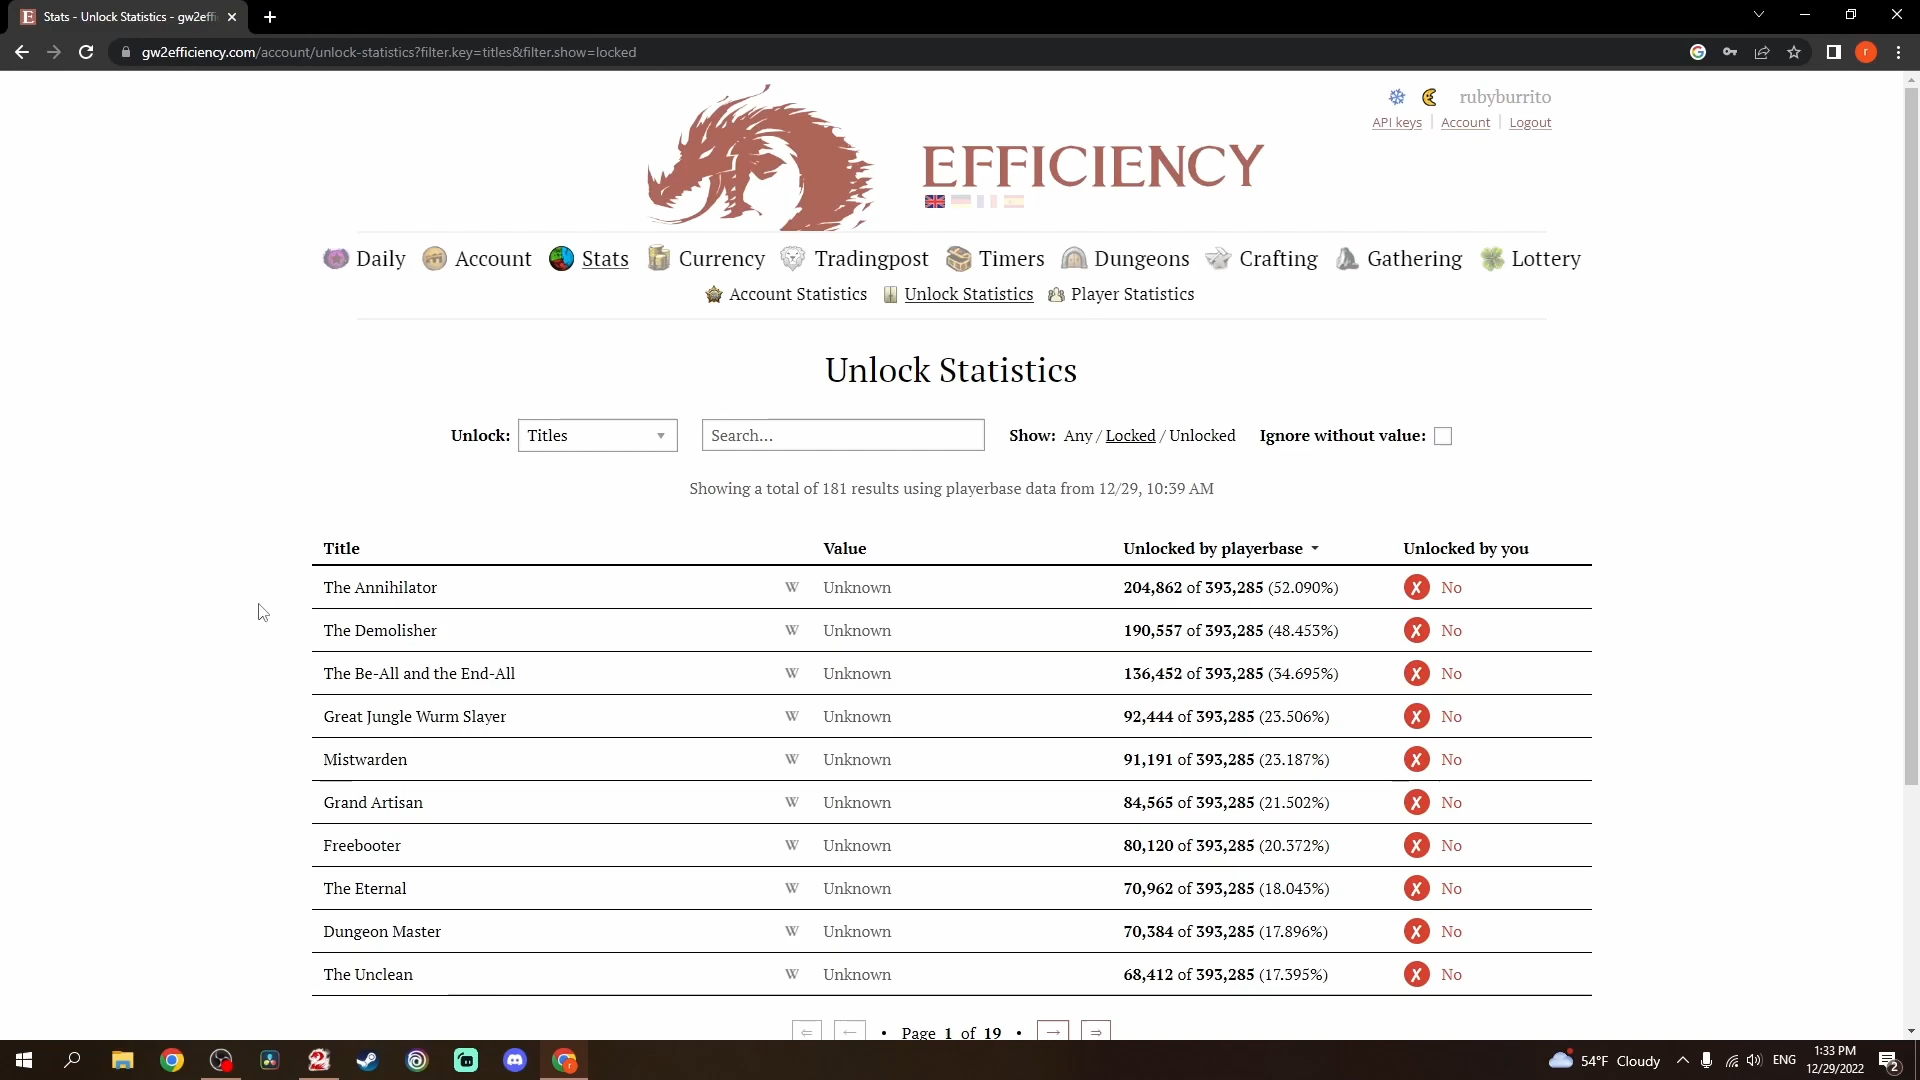 Stats - Unlock Statistics - gw2effi
gw2efficiency.com/account/unlock-statistics?filter.key=titles&filter.show=locked
rubyburrito
API keys | Account | Logout
EFFICIENCY
Daily Account Stats Currency Tradingpost Timers Dungeons Crafting Gathering Lottery
Account Statistics Unlock Statistics Player Statistics
Unlock Statistics
Unlock: Titles Search... Show: Any / Locked / Unlocked Ignore without value:
Showing a total of 181 results using playerbase data from 12/29, 10:39 AM
Title Value Unlocked by playerbase Unlocked by you
The Annihilator W Unknown 204,862 of 393,285 (52.090%) No
The Demolisher W Unknown 190,557 of 393,285 (48.453%) No
The Be-All and the End-All W Unknown 136,452 of 393,285 (34.695%) No
Great Jungle Wurm Slayer W Unknown 92,444 of 393,285 (23.506%) No
Mistwarden W Unknown 91,191 of 393,285 (23.187%) No
Grand Artisan W Unknown 84,565 of 393,285 (21.502%) No
Freebooter W Unknown 80,120 of 393,285 (20.372%) No
The Eternal W Unknown 70,962 of 393,285 (18.043%) No
Dungeon Master W Unknown 70,384 of 393,285 (17.896%) No
The Unclean W Unknown 68,412 of 393,285 (17.395%) No
⇐ ← • Page 1 of 19 • → ⇒
54°F Cloudy ENG 1:33 PM
12/29/2022 2